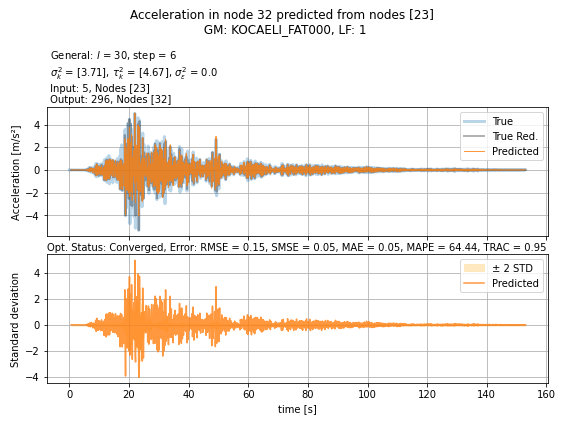 Acceleration in node 32 predicted from nodes [23]
GM: KOCAELI_FAT000, LF: 1
General: l = 30, step = 6
σ²ₖ = [3.71], τ²ₖ = [4.67], σ²ε = 0.0
Input: 5, Nodes [23]
Output: 296, Nodes [32]
4
2
0
−2
−4
Acceleration [m/s²]
True
True Red.
Predicted
Opt. Status: Converged, Error: RMSE = 0.15, SMSE = 0.05, MAE = 0.05, MAPE = 64.44, TRAC = 0.95
4
2
0
−2
−4
Standard deviation
± 2 STD
Predicted
0 20 40 60 80 100 120 140 160
time [s]